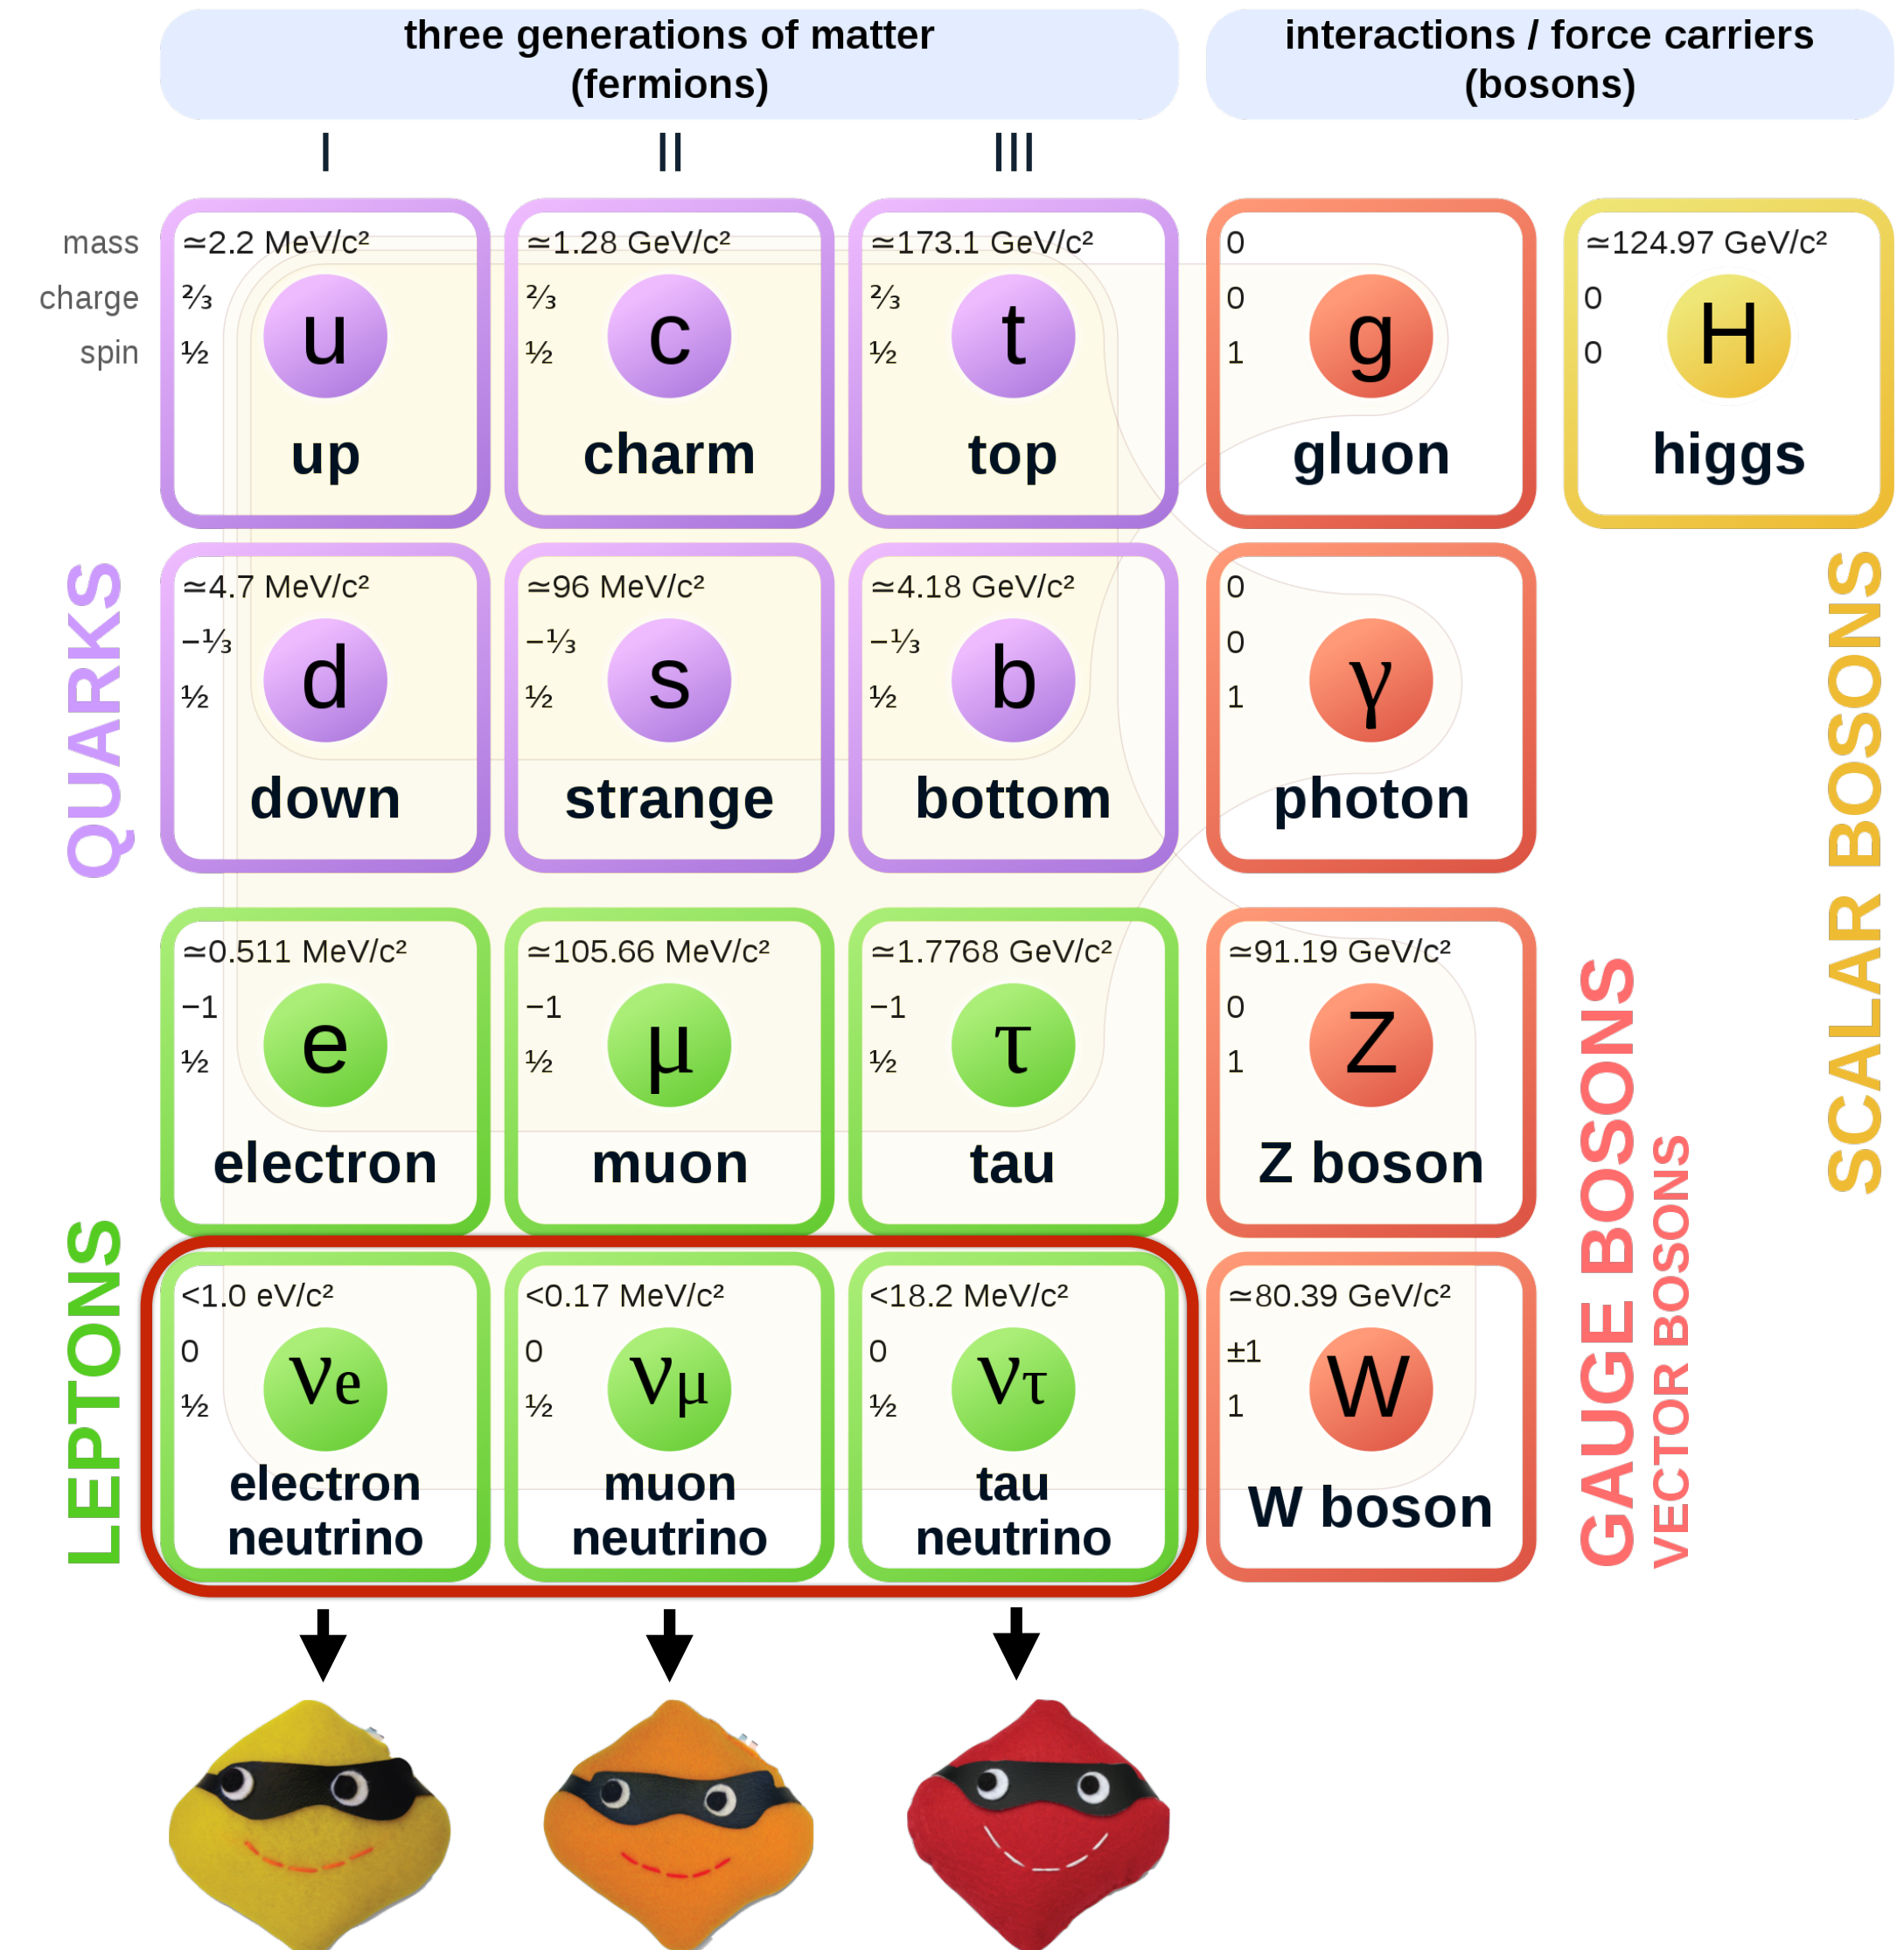 three generations of matter
(fermions)
interactions / force carriers
(bosons)
I
II
III
mass
charge
spin
≃2.2 MeV/c²
⅔
½
u
up
≃1.28 GeV/c²
⅔
½
c
charm
≃173.1 GeV/c²
⅔
½
t
top
0
0
1
g
gluon
≃124.97 GeV/c²
0
0
H
higgs
QUARKS
≃4.7 MeV/c²
−⅓
½
d
down
≃96 MeV/c²
−⅓
½
s
strange
≃4.18 GeV/c²
−⅓
½
b
bottom
0
0
1
γ
photon
SCALAR BOSONS
LEPTONS
≃0.511 MeV/c²
−1
½
e
electron
≃105.66 MeV/c²
−1
½
μ
muon
≃1.7768 GeV/c²
−1
½
τ
tau
≃91.19 GeV/c²
0
1
Z
Z boson
<1.0 eV/c²
0
½
νe
electron
neutrino
<0.17 MeV/c²
0
½
νμ
muon
neutrino
<18.2 MeV/c²
0
½
ντ
tau
neutrino
≃80.39 GeV/c²
±1
1
W
W boson
GAUGE BOSONS
VECTOR BOSONS